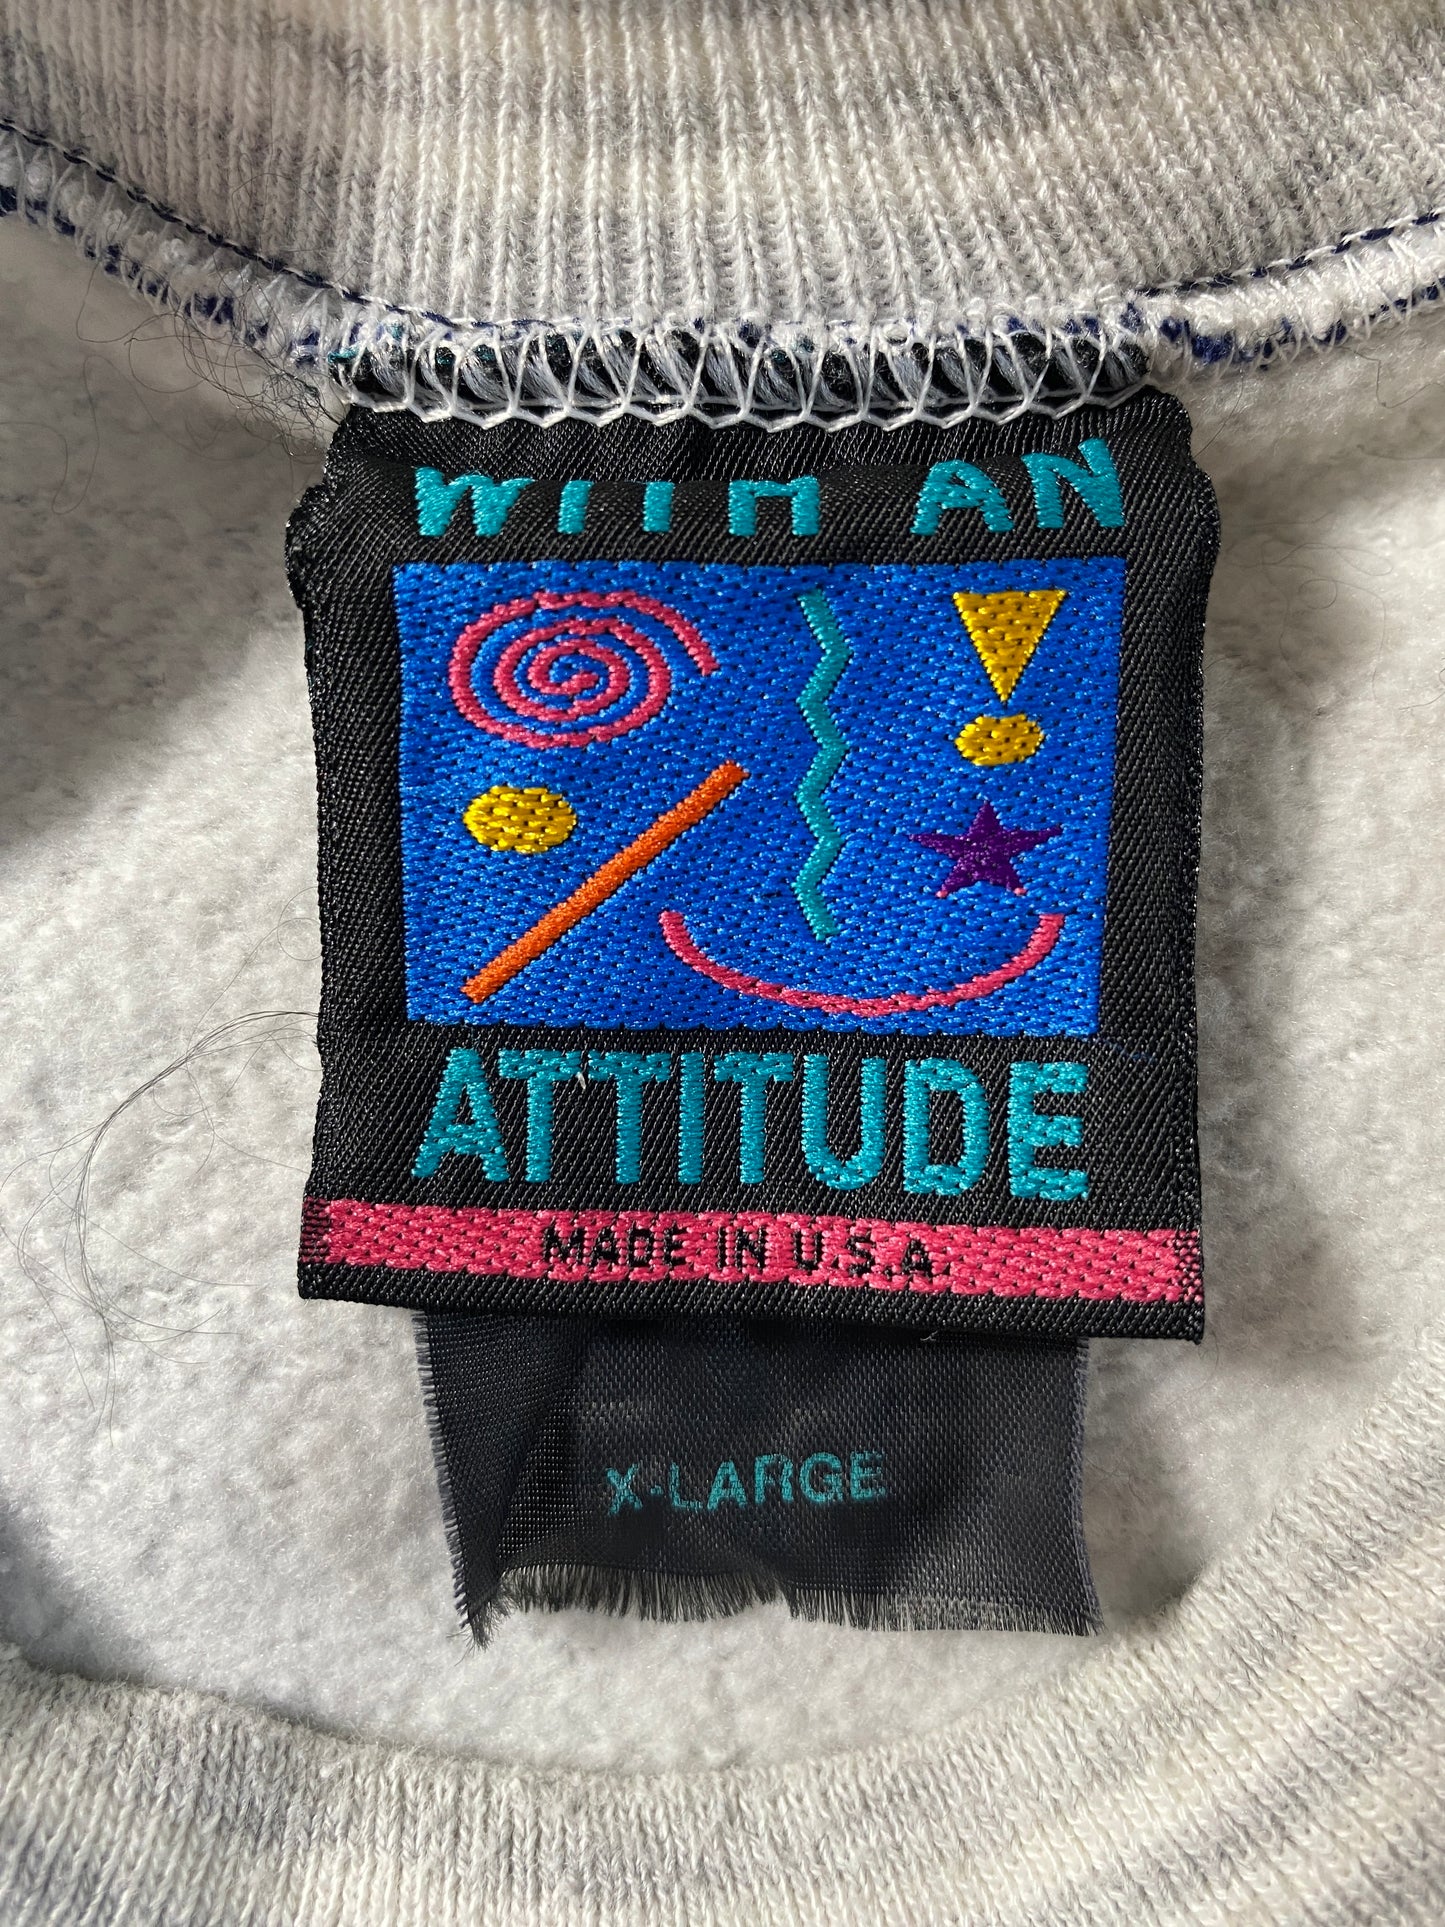 WITH AN
ATTITUDE
MADE IN U.S.A.
X-LARGE